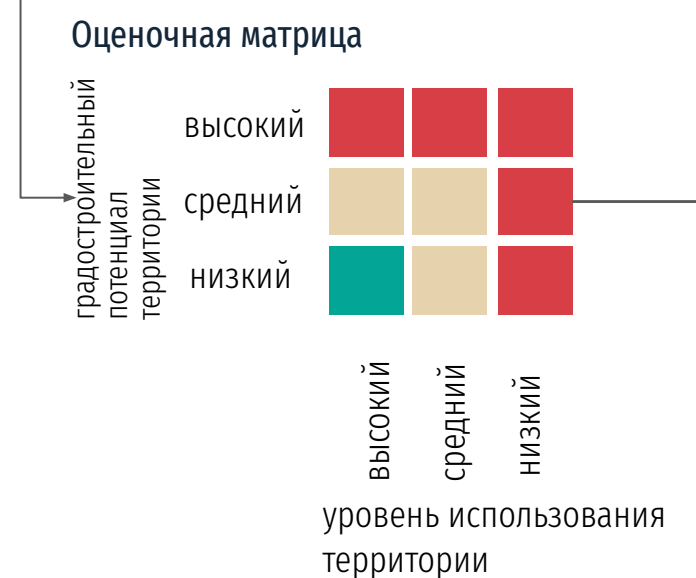 Оценочная матрица
градостроительный
потенциал
территории
высокий
средний
низкий
высокий
средний
низкий
уровень использования
территории